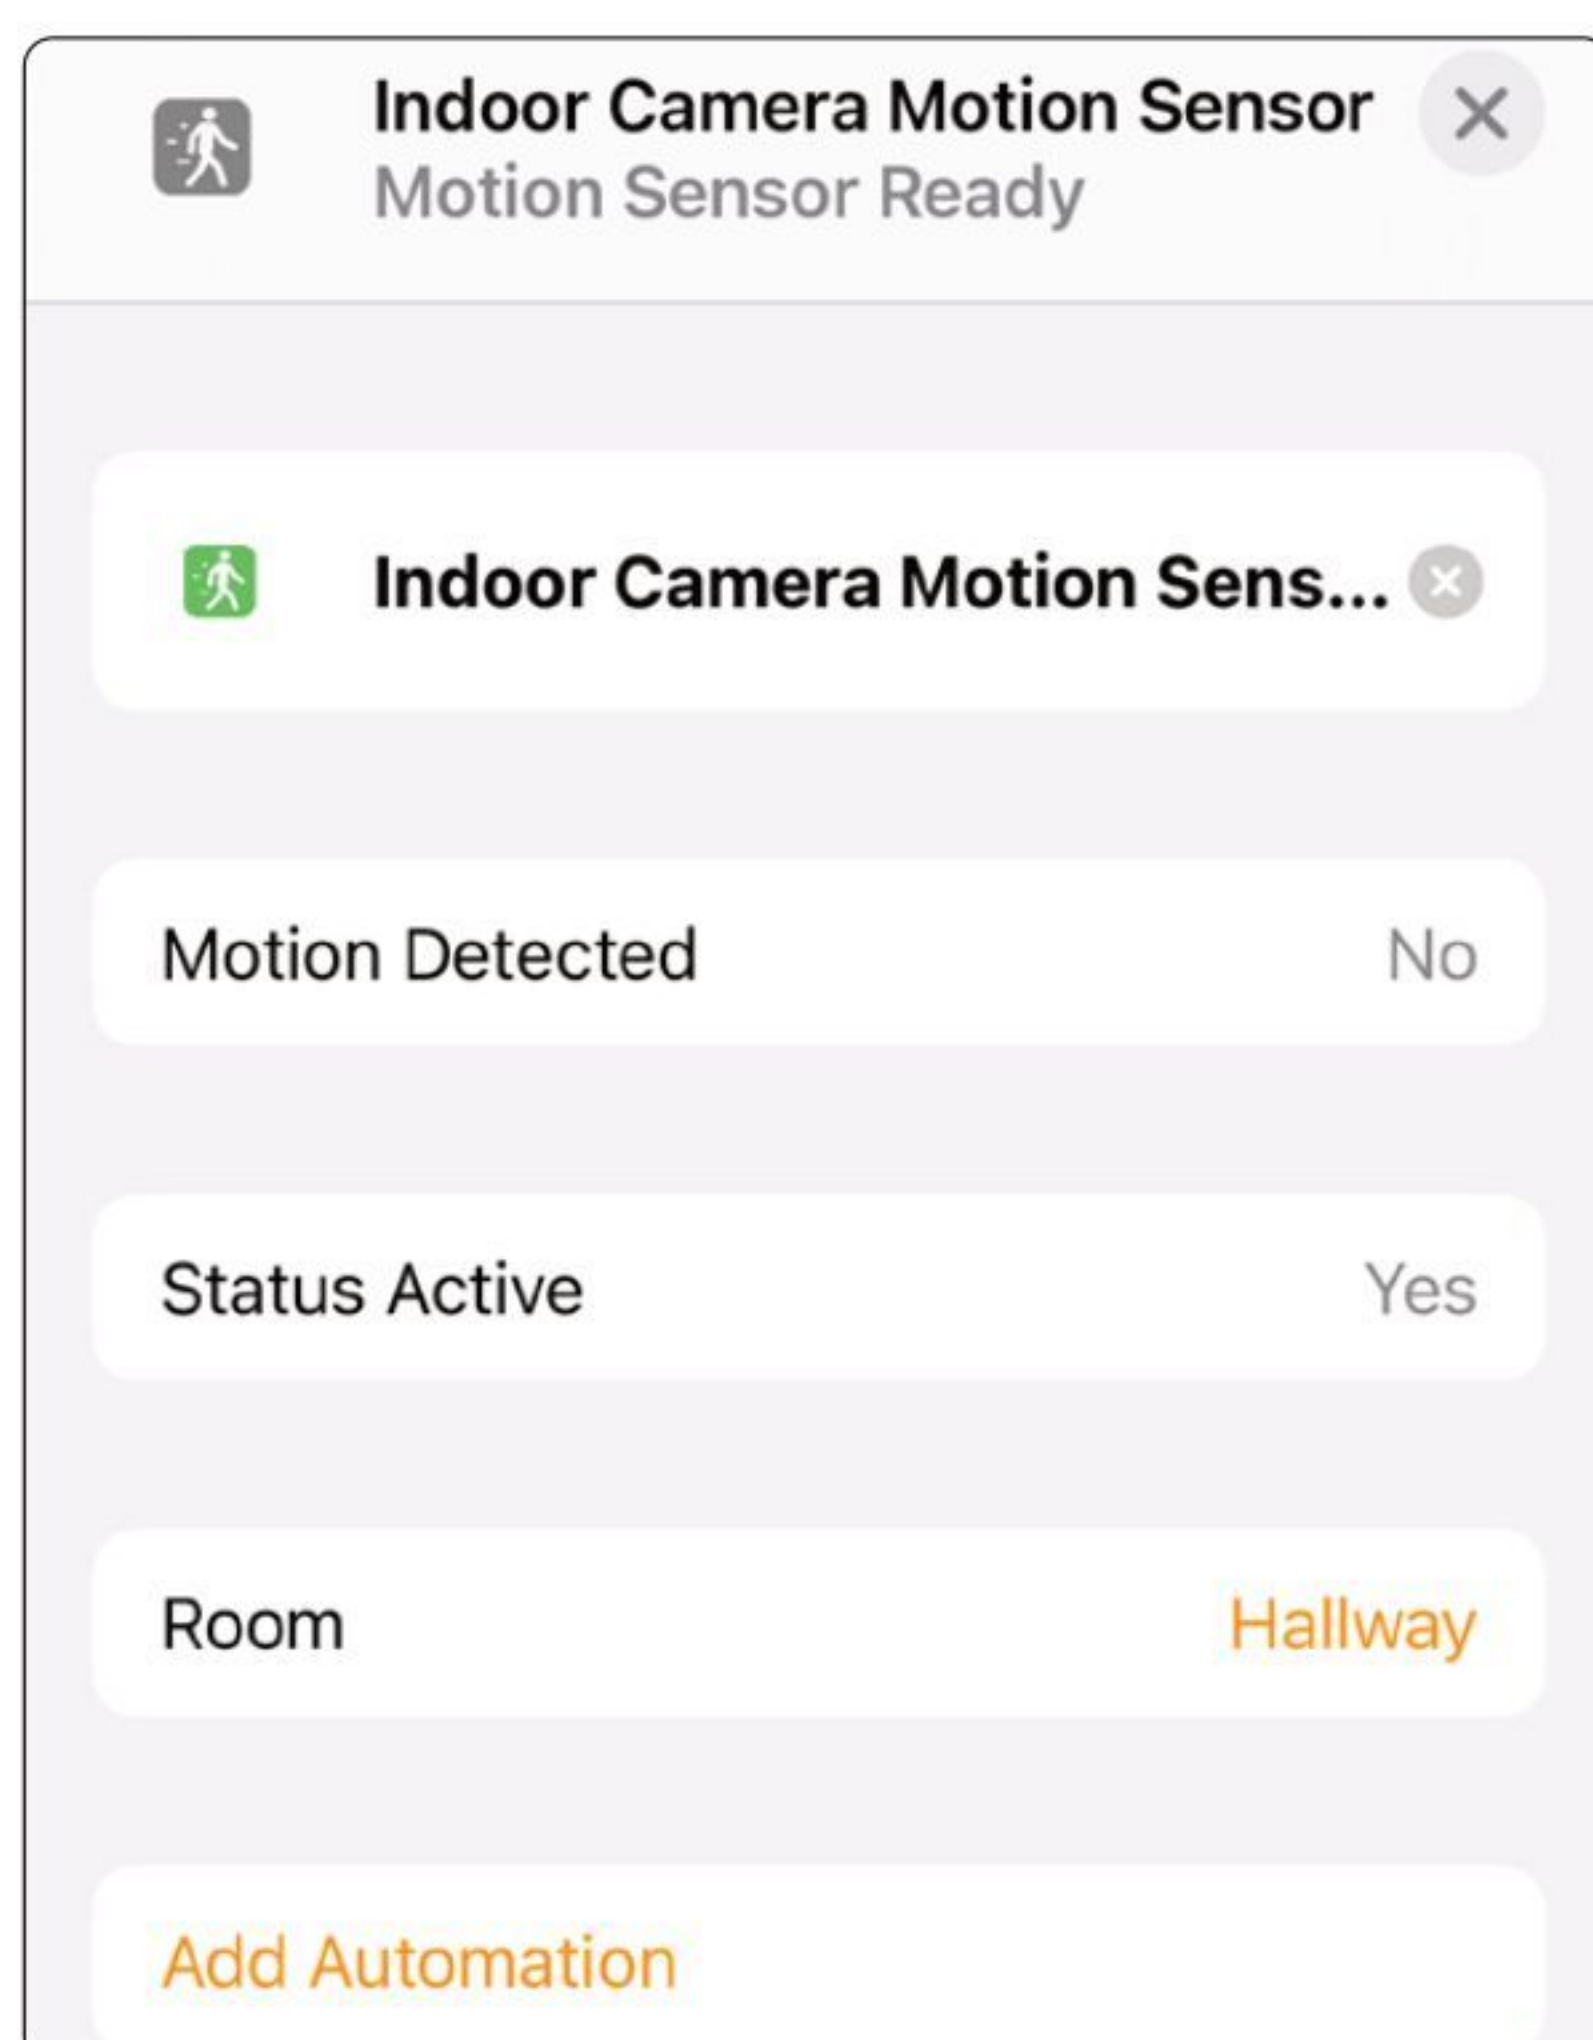 Indoor Camera Motion Sensor
Motion Sensor Ready
Indoor Camera Motion Sens...
Motion Detected No
Status Active Yes
Room Hallway
Add Automation